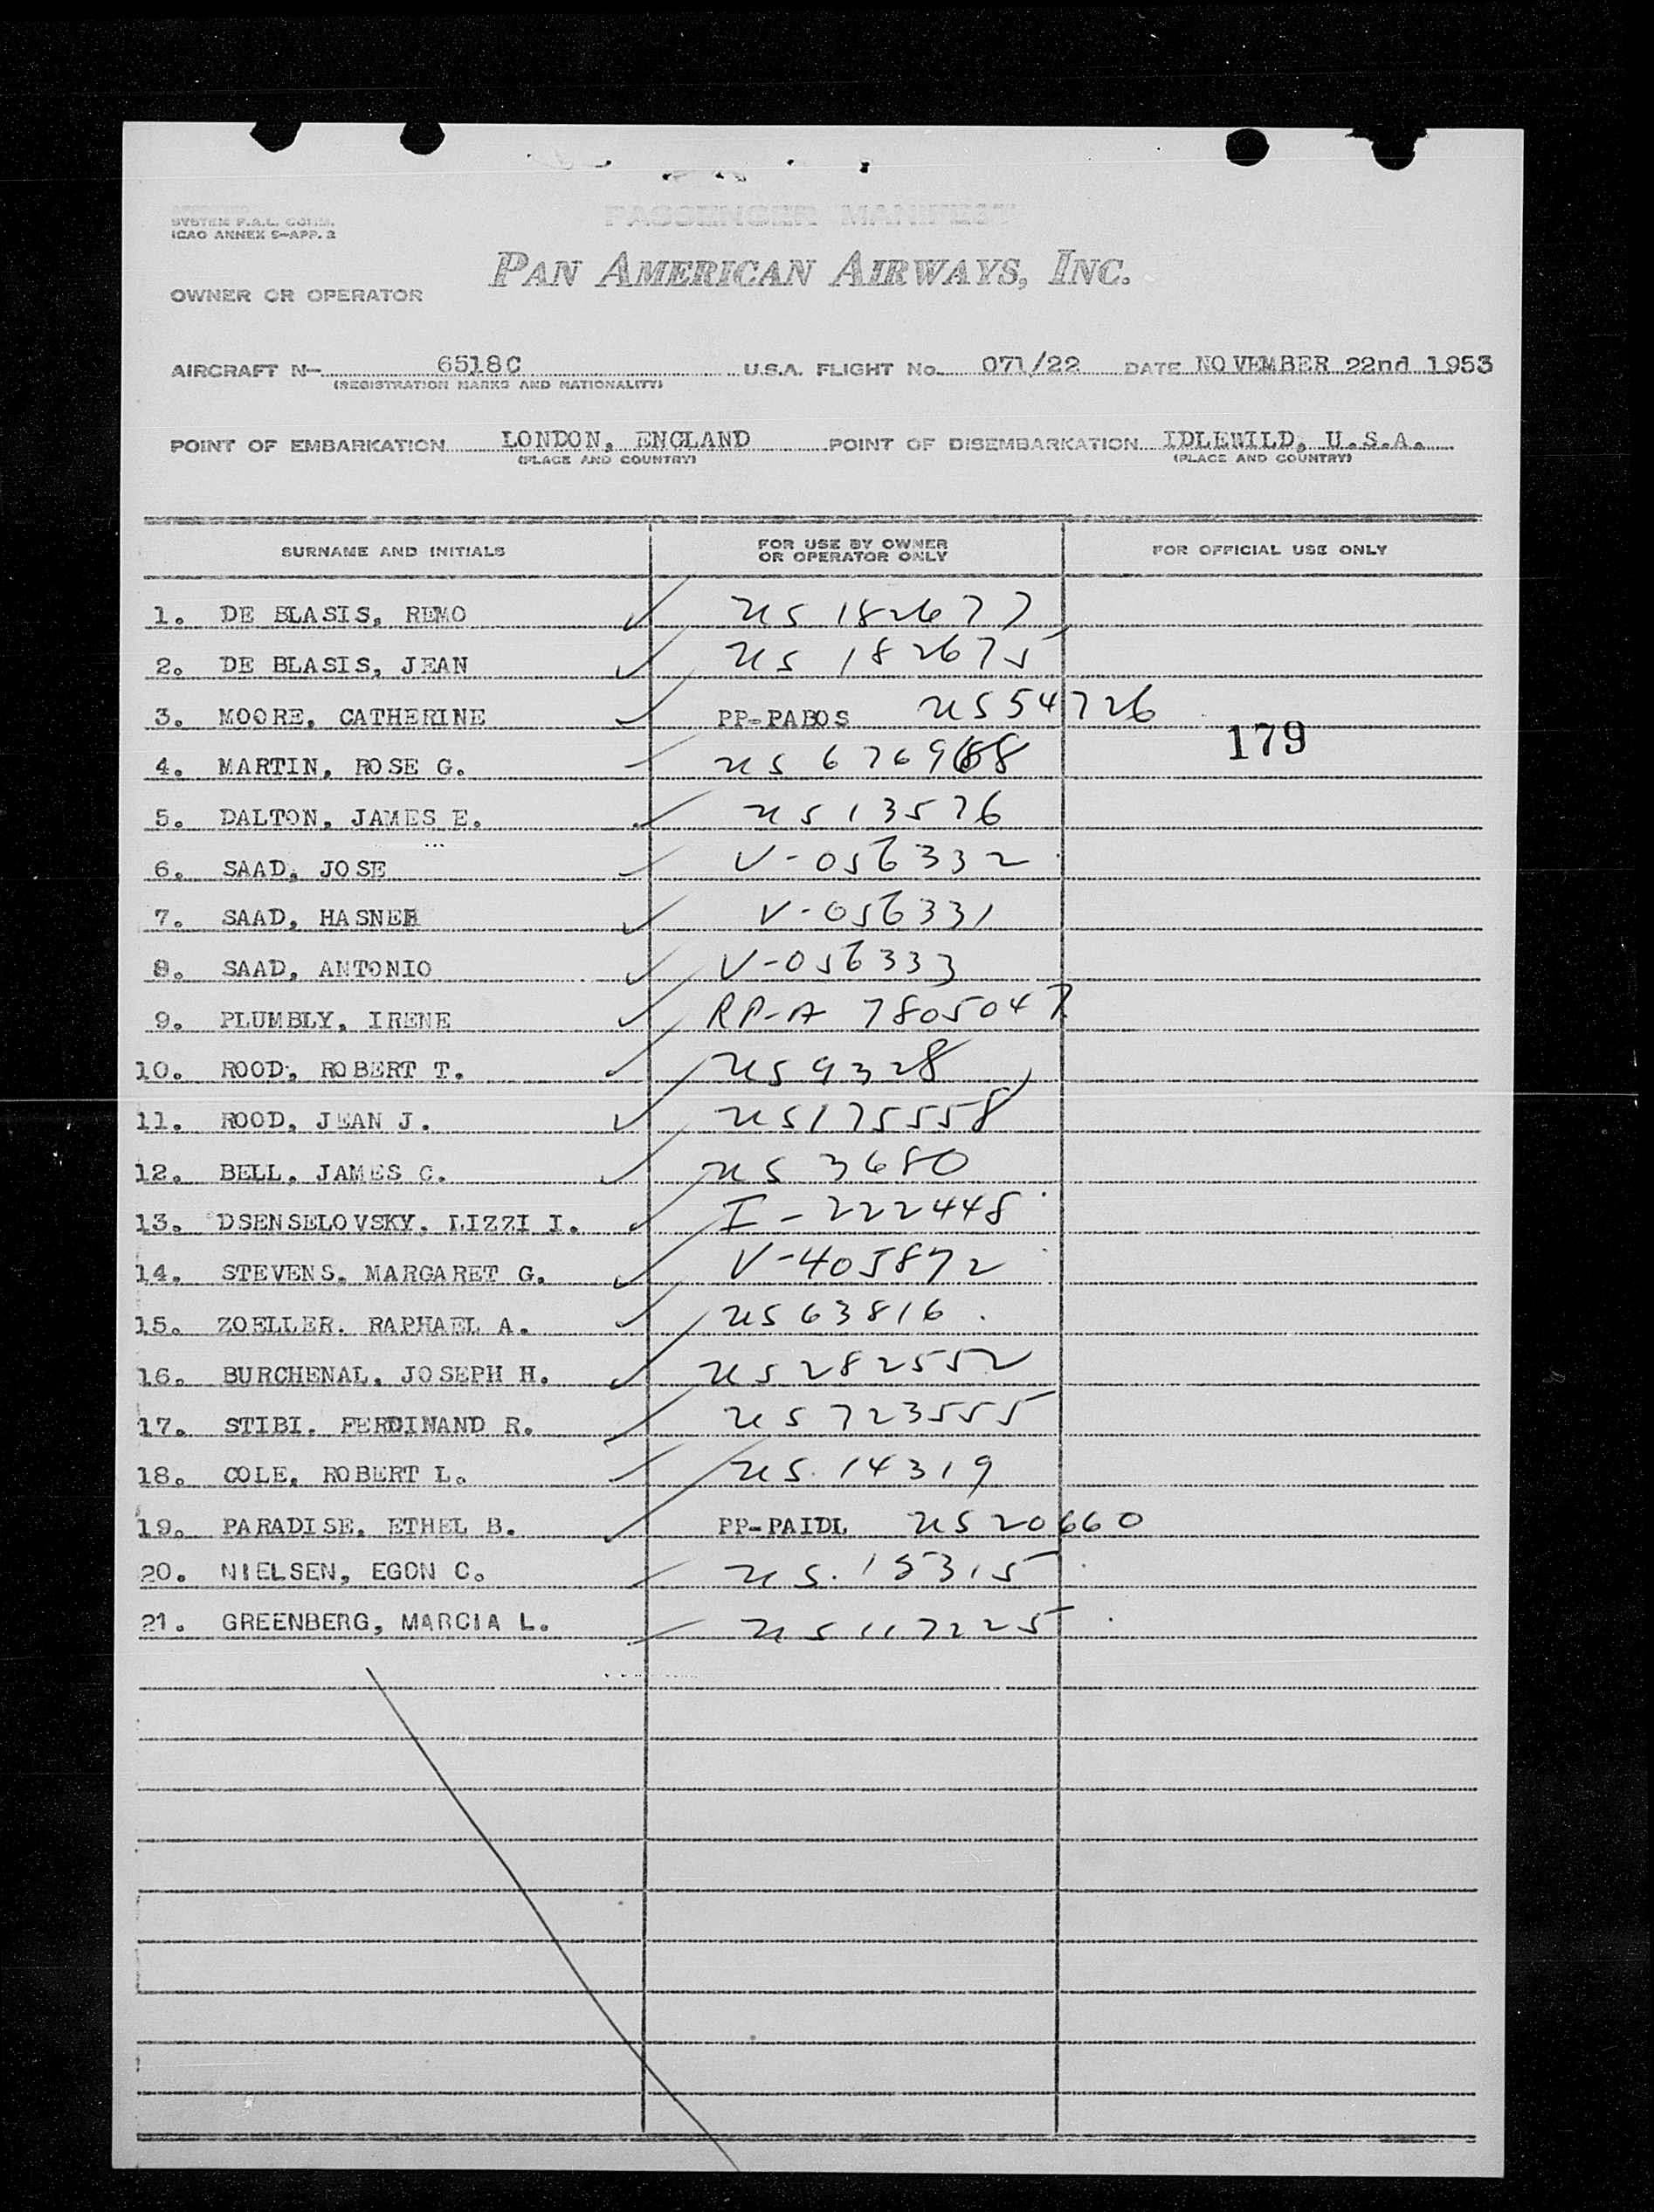 SYSTEM F.A.L. COMM.
ICAO ANNEX 9-APP. 2
PASSENGER MANIFEST
PAN AMERICAN AIRWAYS, INC.
OWNER OR OPERATOR
AIRCRAFT N- 6518C U.S.A. FLIGHT No. 071/22 DATE NOVEMBER 22nd 1953
(REGISTRATION MARKS AND NATIONALITY)
POINT OF EMBARKATION LONDON, ENGLAND POINT OF DISEMBARKATION IDLEWILD, U.S.A.
(PLACE AND COUNTRY) (PLACE AND COUNTRY)
SURNAME AND INITIALS FOR USE BY OWNER OR OPERATOR ONLY FOR OFFICIAL USE ONLY
1. DE BLASIS, REMO ✓ US 182677
2. DE BLASIS, JEAN ✓ US 182675
3. MOORE, CATHERINE ✓ PP-PABOS US 54726
179
4. MARTIN, ROSE G. ✓ US 676968
5. DALTON, JAMES E. ✓ US 13576
6. SAAD, JOSE ✓ V-056332
7. SAAD, HASNEH ✓ V-056331
8. SAAD, ANTONIO ✓ V-056333
9. PLUMBLY, IRENE ✓ RP-A 7805047
10. ROOD, ROBERT T. ✓ US 9328
11. ROOD, JEAN J. ✓ US 175558
12. BELL, JAMES C. ✓ US 3680
13. DSENSELOVSKY, LIZZI I. ✓ I-222448
14. STEVENS, MARGARET G. ✓ V-405872
15. ZOELLER. RAPHAEL A. ✓ US 63816
16. BURCHENAL, JOSEPH H. ✓ US 282552
17. STIBI, FERDINAND R. ✓ US 723555
18. COLE, ROBERT L. ✓ US. 14319
19. PARADISE, ETHEL B. ✓ PP-PAIDL US 20660
20. NIELSEN, EGON C. ✓ US. 15315
21. GREENBERG, MARCIA L. ✓ US 117225